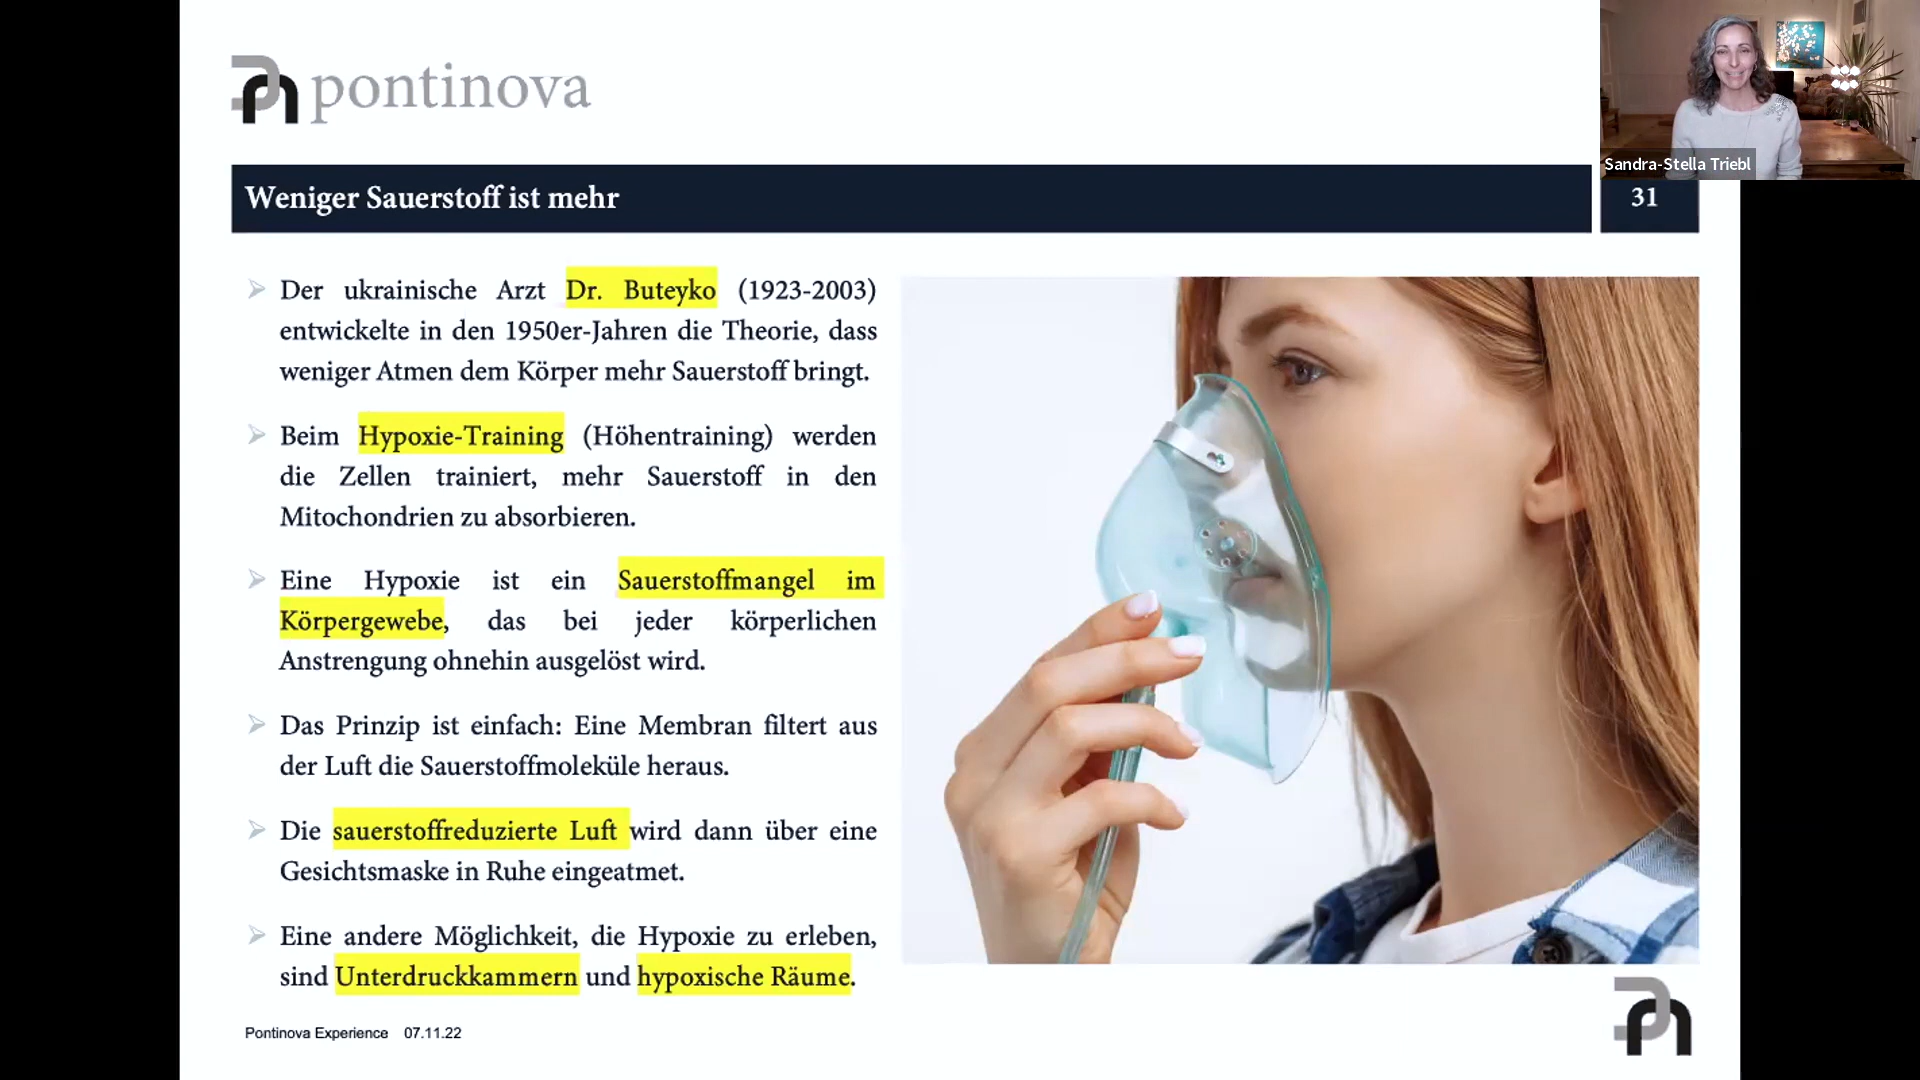 pontinova
Sandra-Stella Triebl
Weniger Sauerstoff ist mehr
31
Der ukrainische Arzt Dr. Buteyko (1923-2003)
entwickelte in den 1950er-Jahren die Theorie, dass
weniger Atmen dem Körper mehr Sauerstoff bringt.
Beim Hypoxie-Training (Höhentraining) werden
die Zellen trainiert, mehr Sauerstoff in den
Mitochondrien zu absorbieren.
Eine Hypoxie ist ein Sauerstoffmangel im
Körpergewebe, das bei jeder körperlichen
Anstrengung ohnehin ausgelöst wird.
Das Prinzip ist einfach: Eine Membran filtert aus
der Luft die Sauerstoffmoleküle heraus.
Die sauerstoffreduzierte Luft wird dann über eine
Gesichtsmaske in Ruhe eingeatmet.
Eine andere Möglichkeit, die Hypoxie zu erleben,
sind Unterdruckkammern und hypoxische Räume.
Pontinova Experience 07.11.22